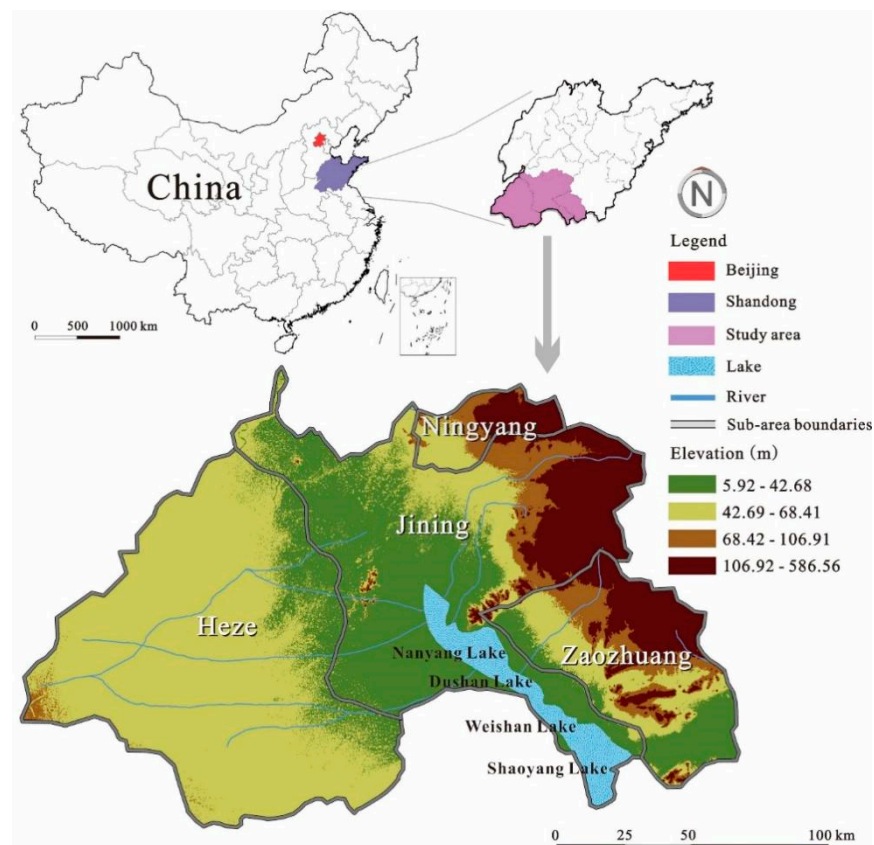 China
0 500 1000 km
N
Legend
Beijing
Shandong
Study area
Lake
River
Sub-area boundaries
Elevation (m)
5.92 - 42.68
42.69 - 68.41
68.42 - 106.91
106.92 - 586.56
Ningyang
Jining
Heze
Zaozhuang
Nanyang Lake
Dushan Lake
Weishan Lake
Shaoyang Lake
0 25 50 100 km